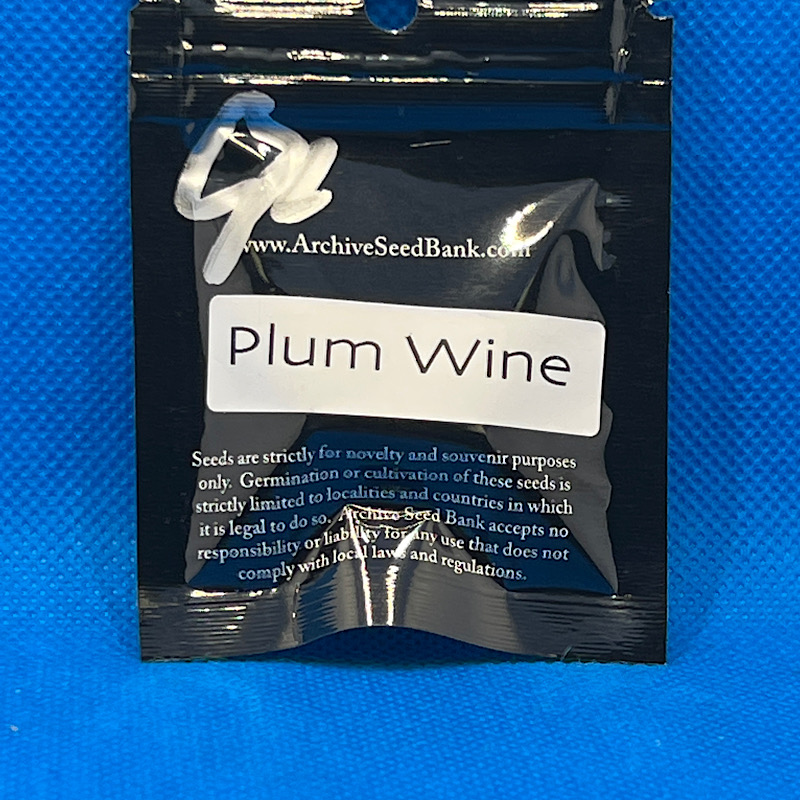 www.ArchiveSeedBank.com
Plum Wine
Seeds are strictly for novelty and souvenir purposes
only. Germination or cultivation of these seeds is
strictly limited to localities and countries in which
it is legal to do so. Archive Seed Bank accepts no
responsibility or liability for any use that does not
comply with local laws and regulations.